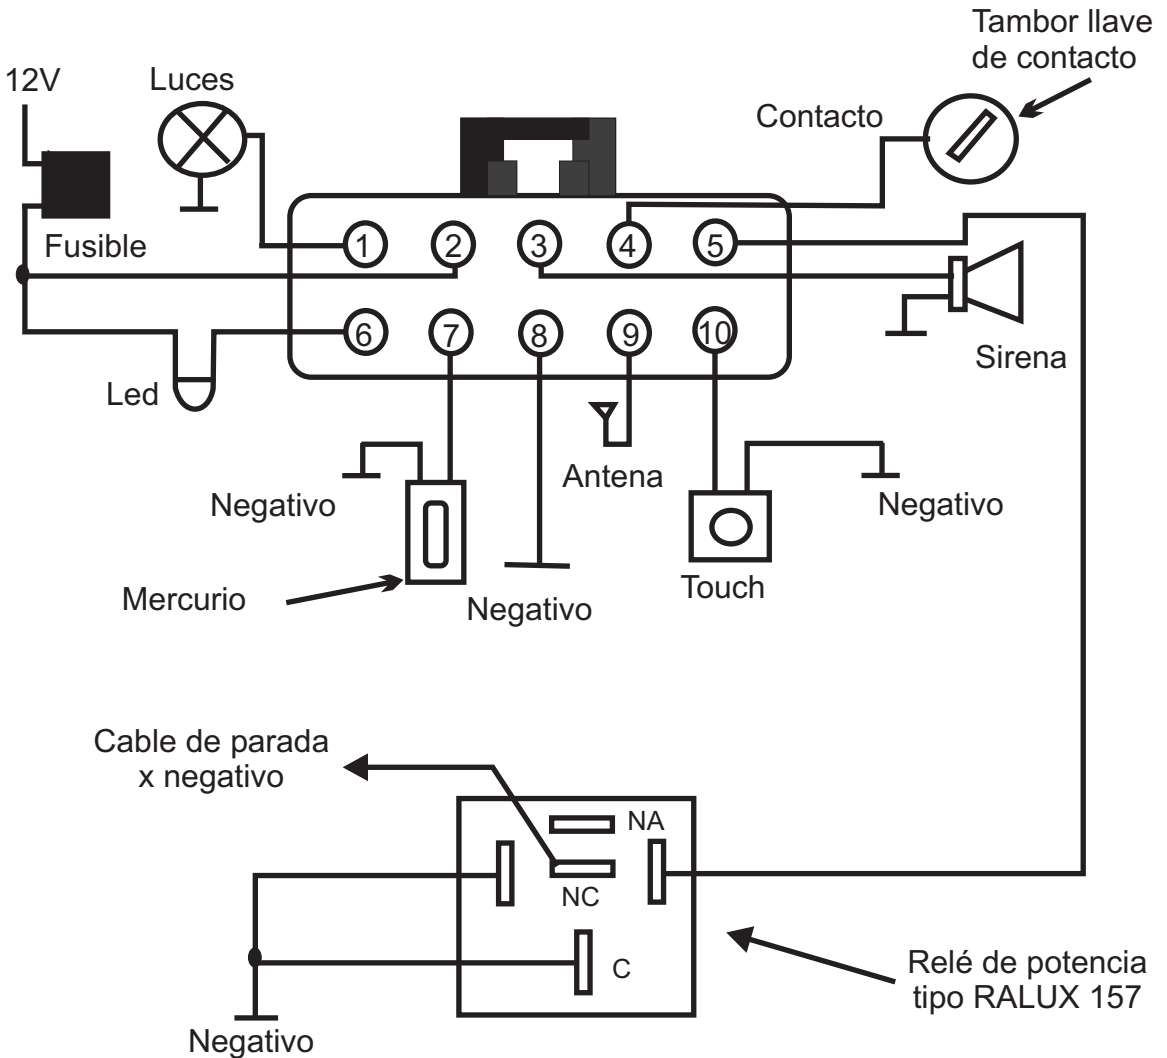 Tambor llave
de contacto
12V
Luces
Contacto
Fusible
1
2
3
4
5
6
7
8
9
10
Sirena
Led
Antena
Negativo
Negativo
Mercurio
Negativo
Touch
Cable de parada
x negativo
NA
NC
C
Relé de potencia
tipo RALUX 157
Negativo